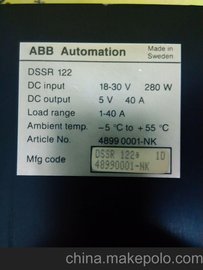 ABB Automation
Made in
Sweden
DSSR 122
DC input 18-30 V 280 W
DC output 5 V 40 A
Load range 1-40 A
Ambient temp. -5 °C to +55 °C
Article No. 4899 0001-NK
Mfg code
DSSR 122# 1D
48990001-NK
china.makepolo.com